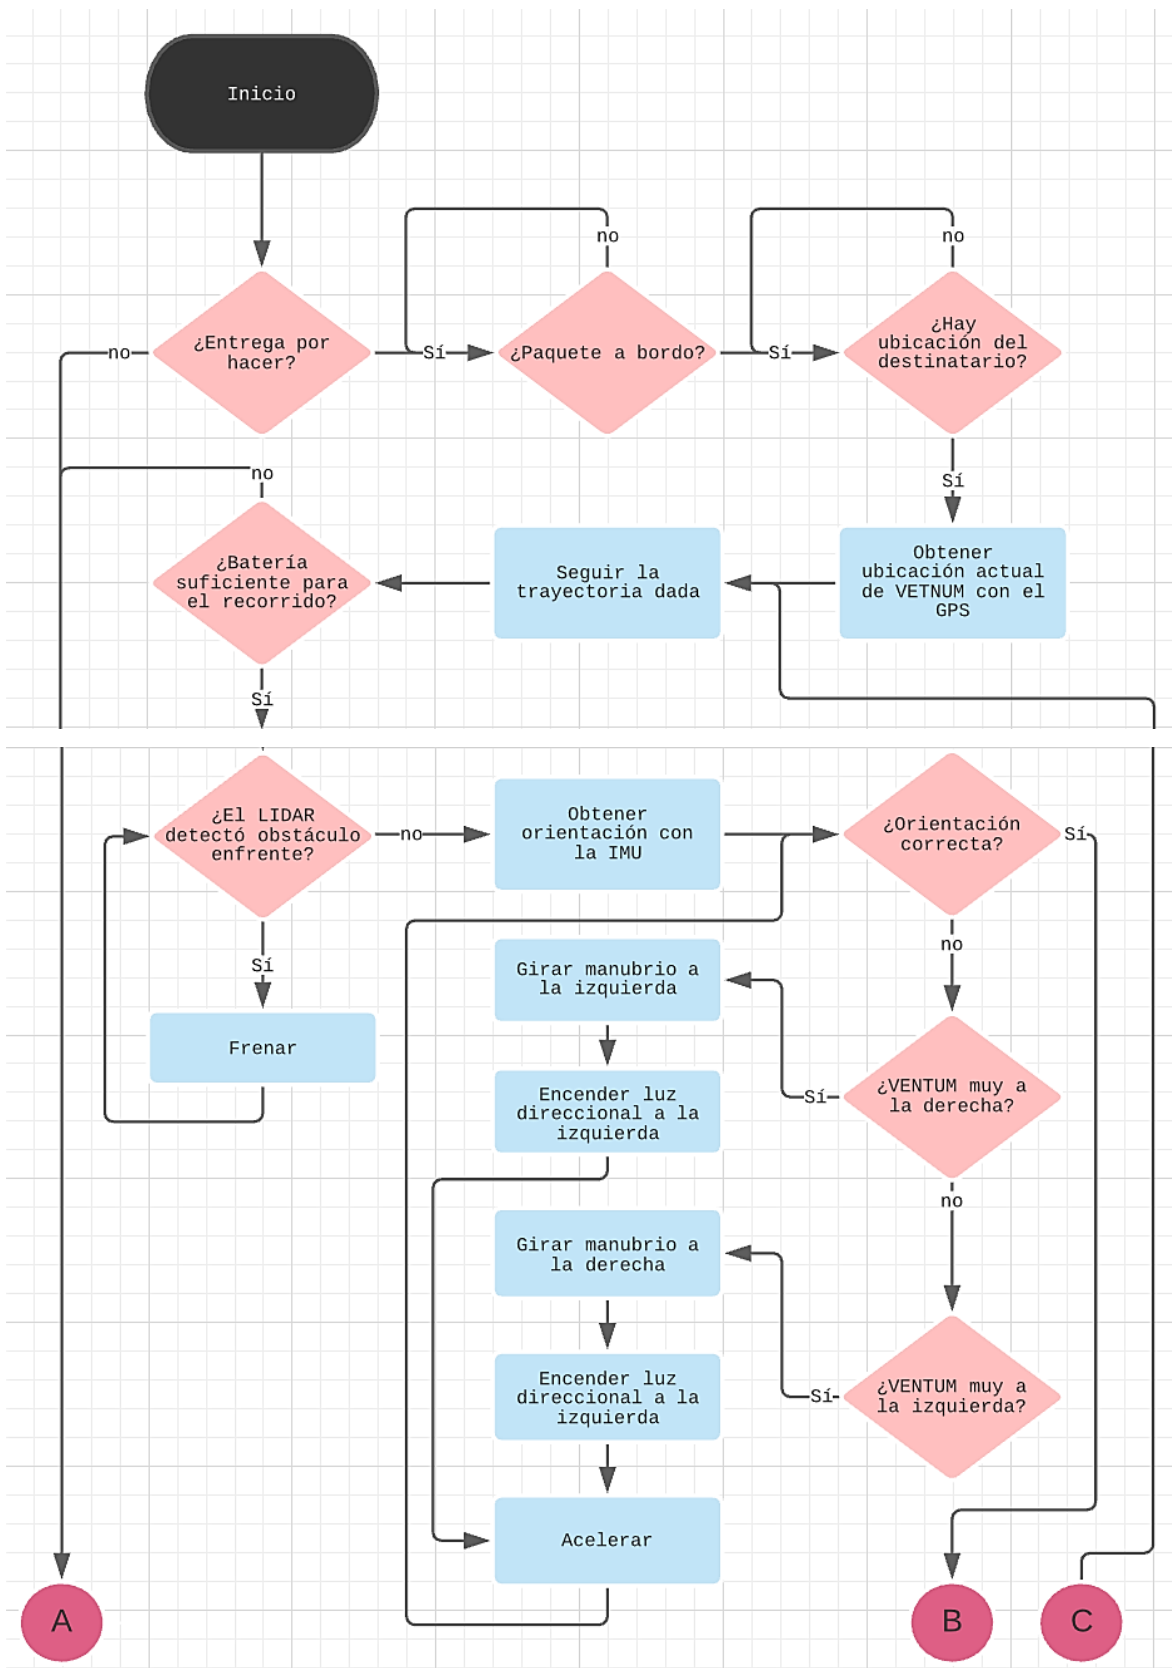 Inicio
no
no
¿Entrega por
hacer?
no
Sí
¿Paquete a bordo?
Sí
¿Hay
ubicación del
destinatario?
no
Sí
¿Batería
suficiente para
el recorrido?
Seguir la
trayectoria dada
Obtener
ubicación actual
de VETNUM con el
GPS
Sí
¿El LIDAR
detectó obstáculo
enfrente?
no
Obtener
orientación con
la IMU
¿Orientación
correcta?
Sí
no
Sí
Girar manubrio a
la izquierda
Frenar
Encender luz
direccional a la
izquierda
Sí
¿VENTUM muy a
la derecha?
no
Girar manubrio a
la derecha
Encender luz
direccional a la
izquierda
Sí
¿VENTUM muy a
la izquierda?
Acelerar
A
B
C